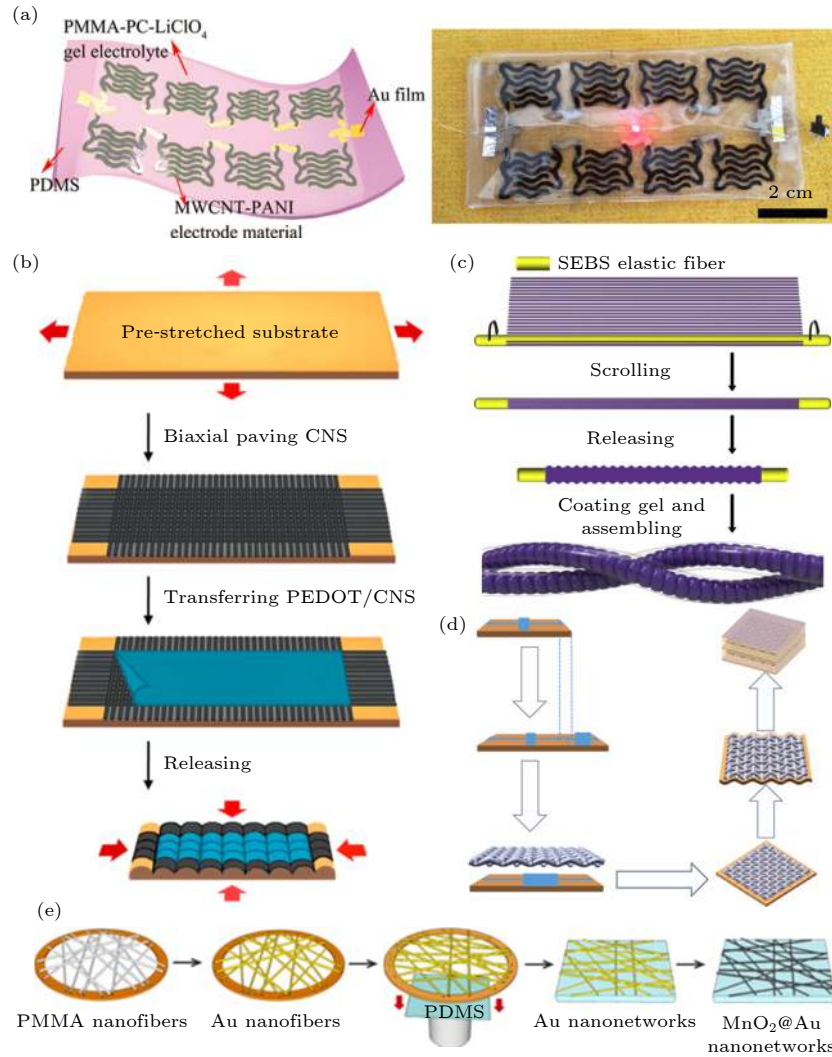 (a)
PMMA-PC-LiClO₄
gel electrolyte
Au film
PDMS
MWCNT-PANI
electrode material
2 cm
(b)
Pre-stretched substrate
Biaxial paving CNS
Transferring PEDOT/CNS
Releasing
(c)
SEBS elastic fiber
Scrolling
Releasing
Coating gel and
assembling
(d)
(e)
PMMA nanofibers
Au nanofibers
PDMS
Au nanonetworks
MnO₂@Au
nanonetworks